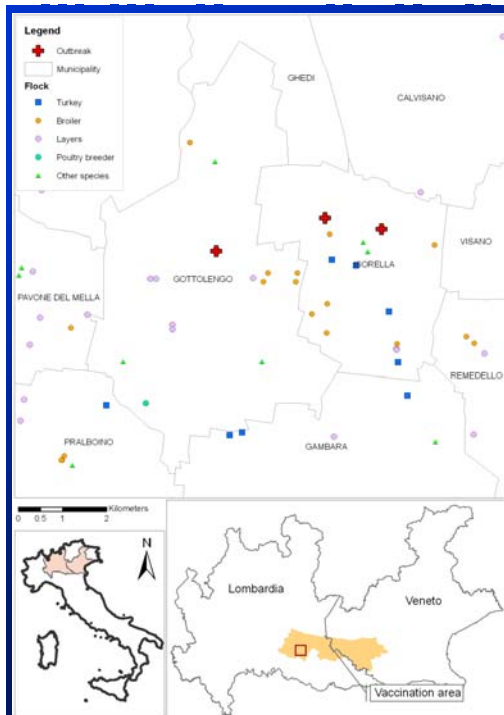 Legend
Outbreak
Municipality
Flock
Turkey
Broiler
Layers
Poultry breeder
Other species
GHEDI
CALVISANO
VISANO
ISORELLA
GOTTOLENGO
PAVONE DEL MELLA
REMEDELLO
PRALBOINO
GAMBARA
Kilometers
0 0.5 1 2
N
Lombardia
Veneto
Vaccination area